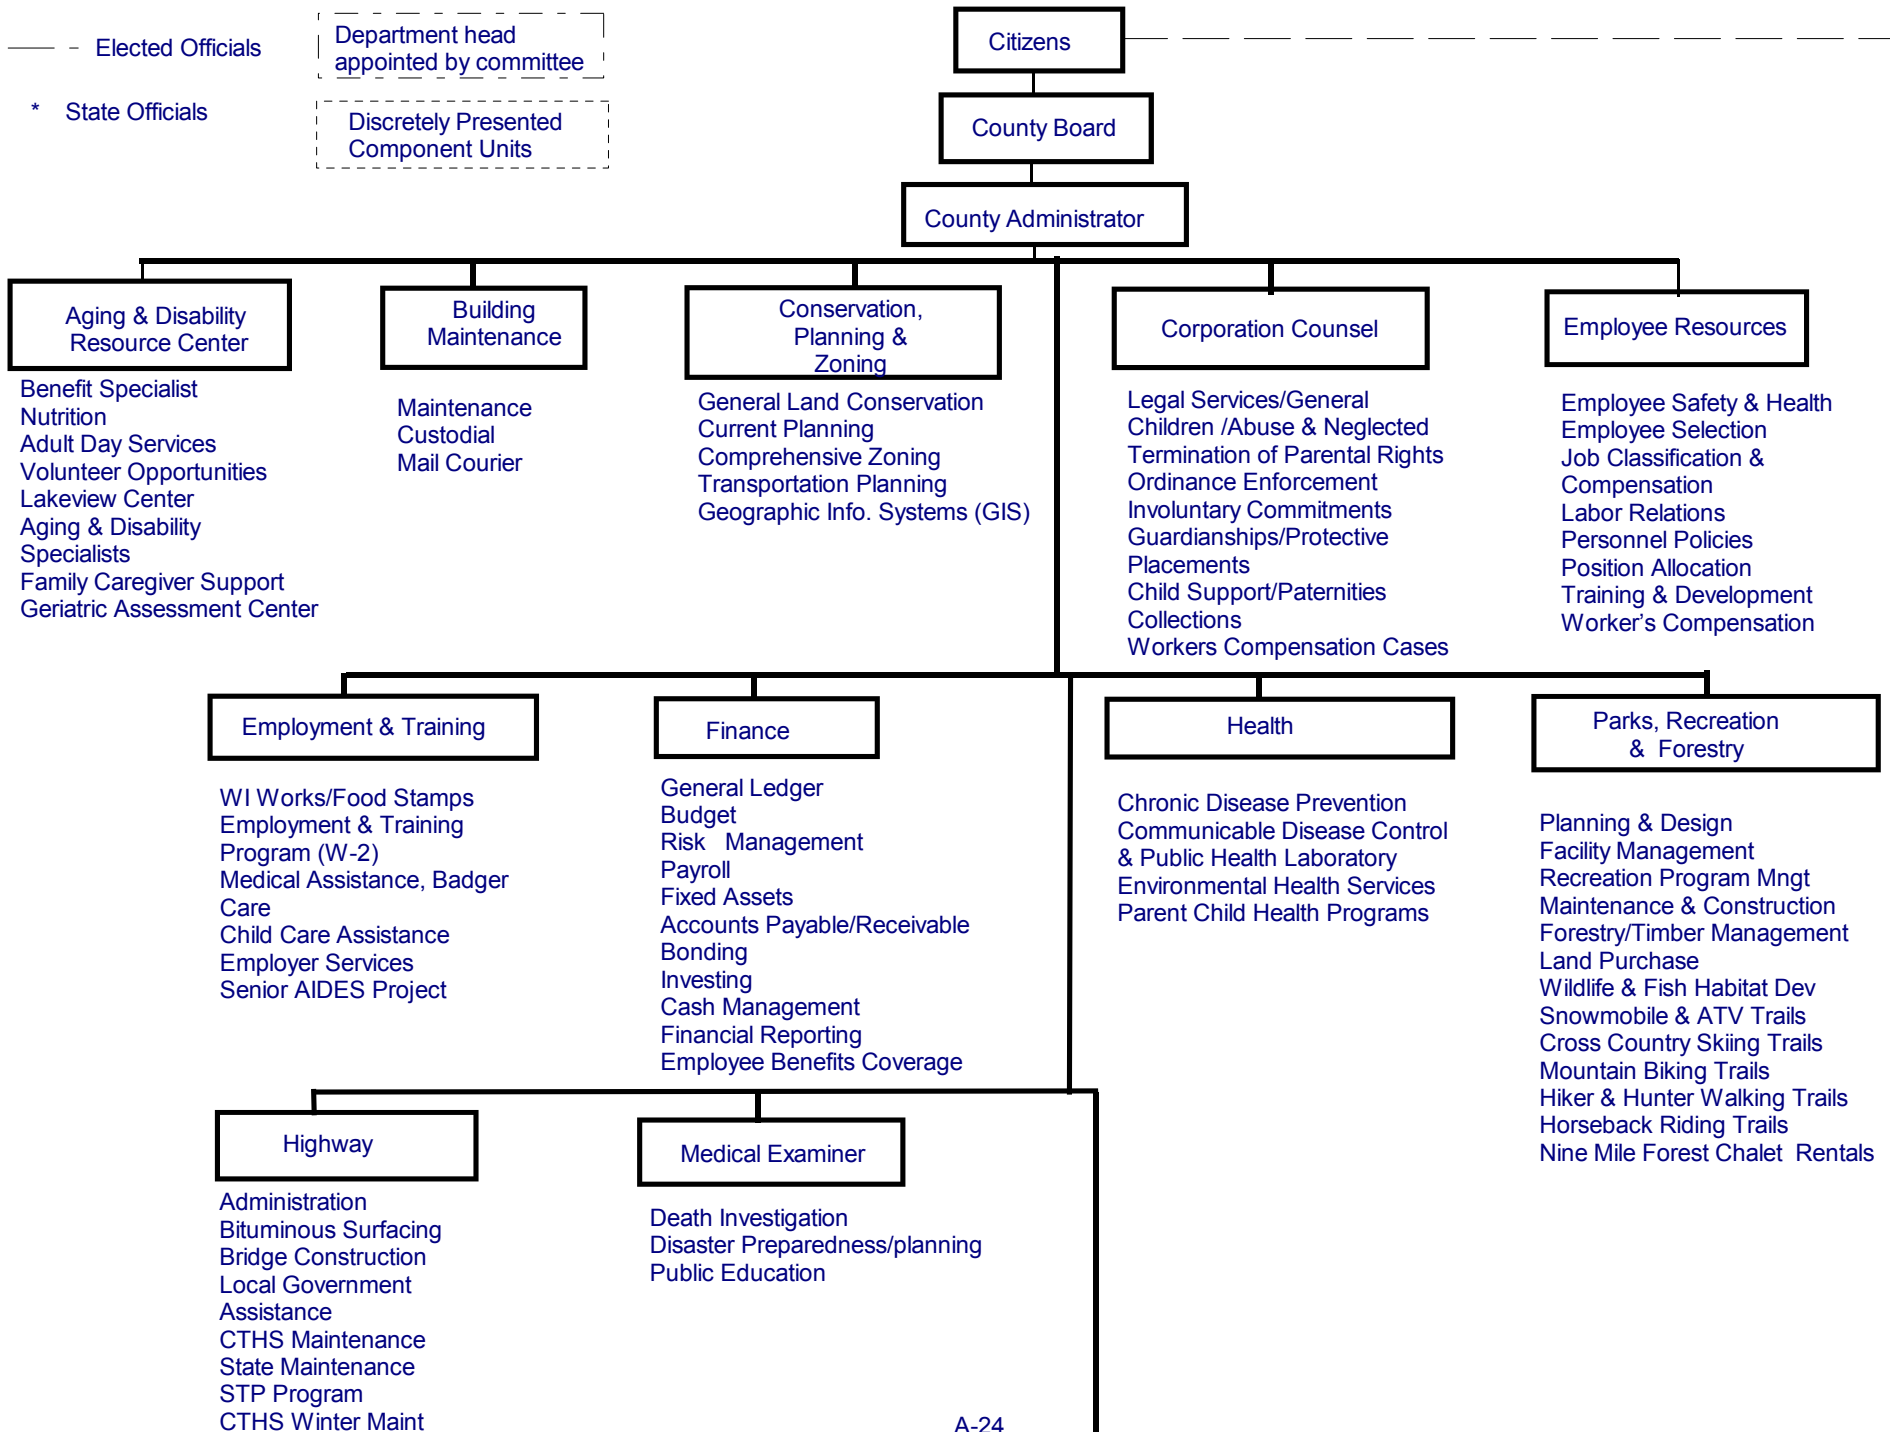 Elected Officials
* State Officials
Department head
appointed by committee
Discretely Presented
Component Units
Citizens
County Board
County Administrator
Aging & Disability
Resource Center
Benefit Specialist
Nutrition
Adult Day Services
Volunteer Opportunities
Lakeview Center
Aging & Disability
Specialists
Family Caregiver Support
Geriatric Assessment Center
Building
Maintenance
Maintenance
Custodial
Mail Courier
Conservation,
Planning &
Zoning
General Land Conservation
Current Planning
Comprehensive Zoning
Transportation Planning
Geographic Info. Systems (GIS)
Corporation Counsel
Legal Services/General
Children /Abuse & Neglected
Termination of Parental Rights
Ordinance Enforcement
Involuntary Commitments
Guardianships/Protective
Placements
Child Support/Paternities
Collections
Workers Compensation Cases
Employee Resources
Employee Safety & Health
Employee Selection
Job Classification &
Compensation
Labor Relations
Personnel Policies
Position Allocation
Training & Development
Worker's Compensation
Employment & Training
WI Works/Food Stamps
Employment & Training
Program (W-2)
Medical Assistance, Badger
Care
Child Care Assistance
Employer Services
Senior AIDES Project
Finance
General Ledger
Budget
Risk Management
Payroll
Fixed Assets
Accounts Payable/Receivable
Bonding
Investing
Cash Management
Financial Reporting
Employee Benefits Coverage
Health
Chronic Disease Prevention
Communicable Disease Control
& Public Health Laboratory
Environmental Health Services
Parent Child Health Programs
Parks, Recreation
& Forestry
Planning & Design
Facility Management
Recreation Program Mngt
Maintenance & Construction
Forestry/Timber Management
Land Purchase
Wildlife & Fish Habitat Dev
Snowmobile & ATV Trails
Cross Country Skiing Trails
Mountain Biking Trails
Hiker & Hunter Walking Trails
Horseback Riding Trails
Nine Mile Forest Chalet Rentals
Highway
Administration
Bituminous Surfacing
Bridge Construction
Local Government
Assistance
CTHS Maintenance
State Maintenance
STP Program
CTHS Winter Maint
Medical Examiner
Death Investigation
Disaster Preparedness/planning
Public Education
A-24